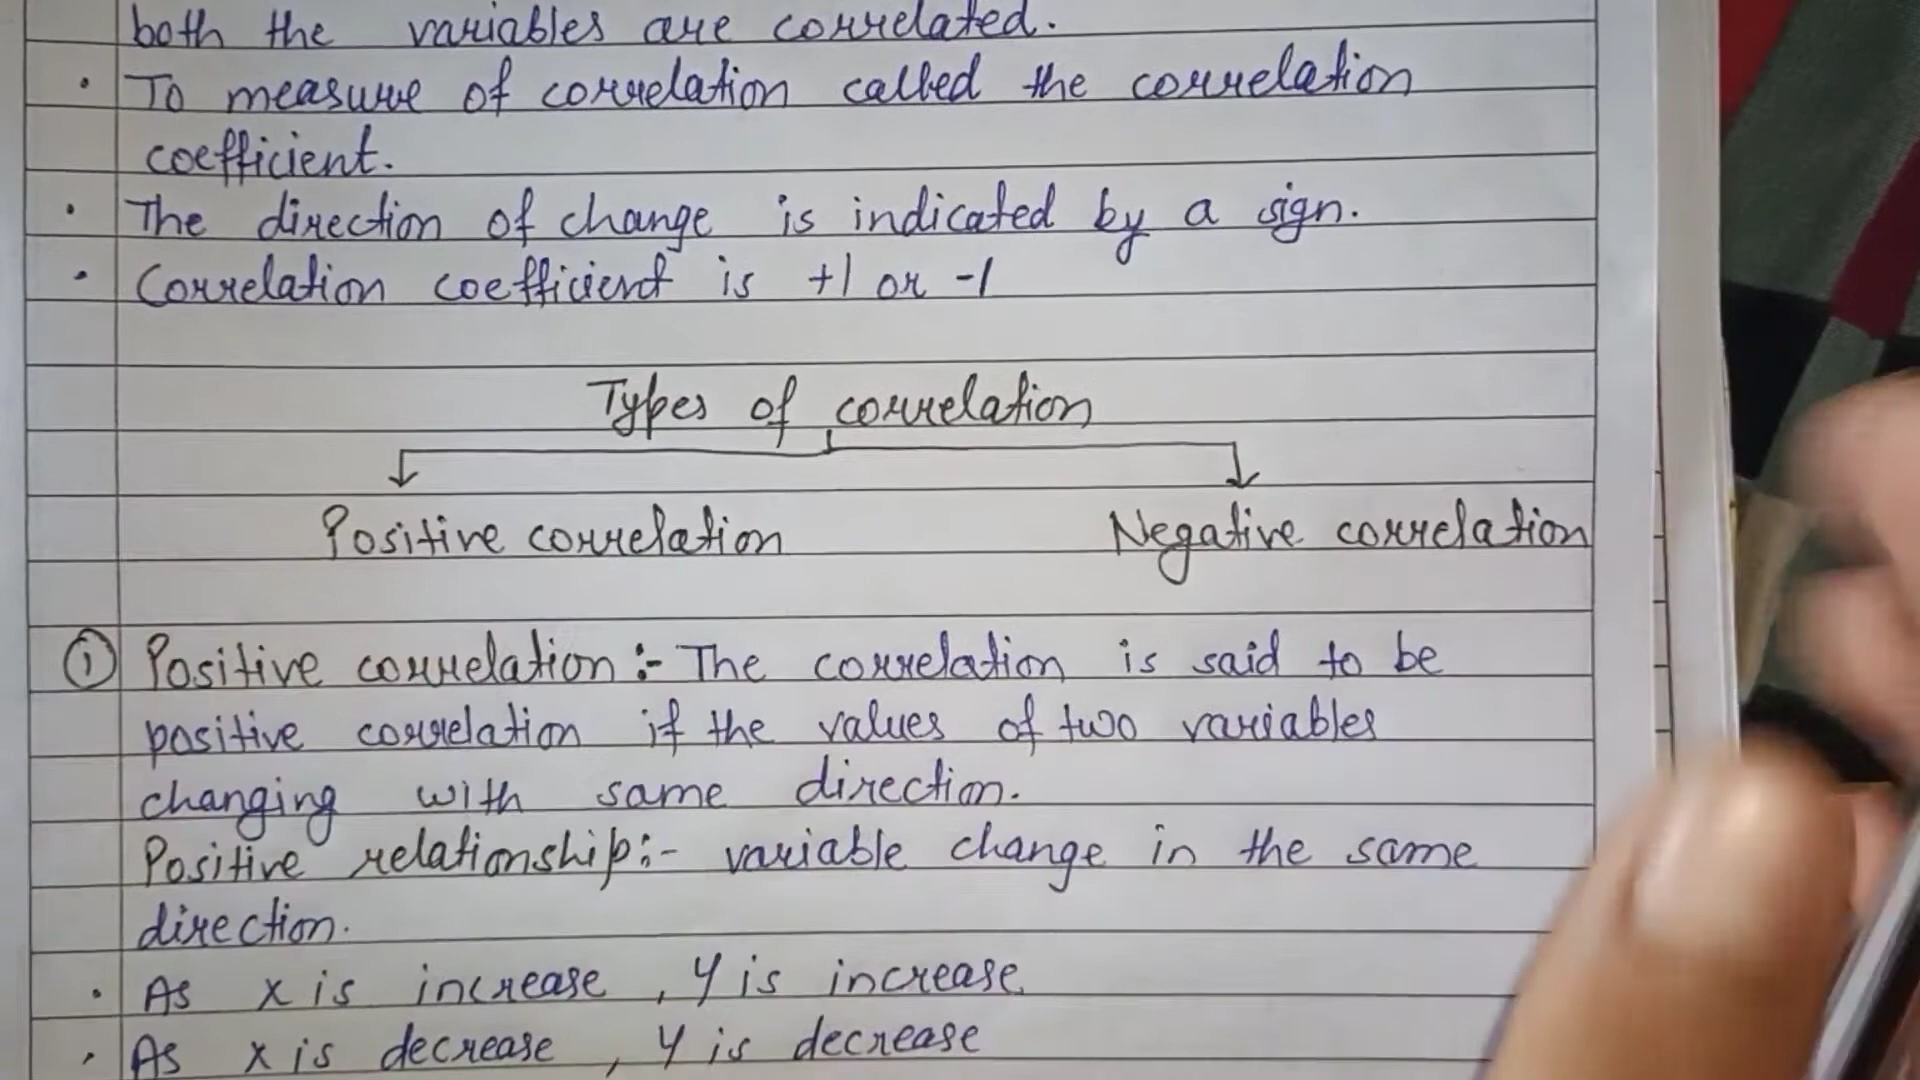 both the variables are correlated.
• To measure of correlation called the correlation
coefficient.
• The direction of change is indicated by a sign.
• Correlation coefficient is +1 or -1
Types of correlation
Positive correlation Negative correlation
① Positive correlation :- The correlation is said to be
positive correlation if the values of two variables
changing with same direction.
Positive relationship:- variable change in the same
direction.
• As x is increase, y is increase.
• As x is decrease, y is decrease